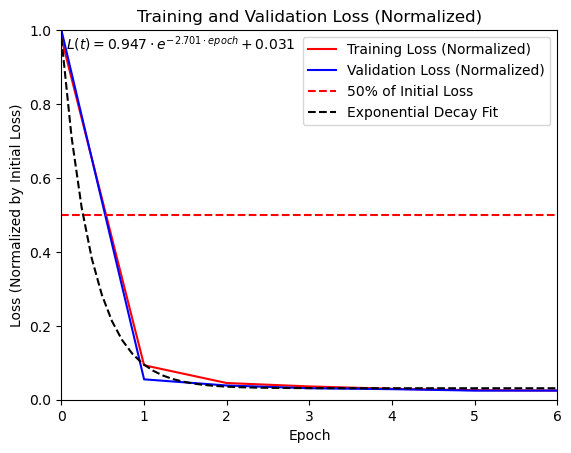 Training and Validation Loss (Normalized)
L(t) = 0.947 · e^{−2.701 · epoch} + 0.031
Training Loss (Normalized)
Validation Loss (Normalized)
50% of Initial Loss
Exponential Decay Fit
Loss (Normalized by Initial Loss)
1.0
0.8
0.6
0.4
0.2
0.0
0 1 2 3 4 5 6
Epoch